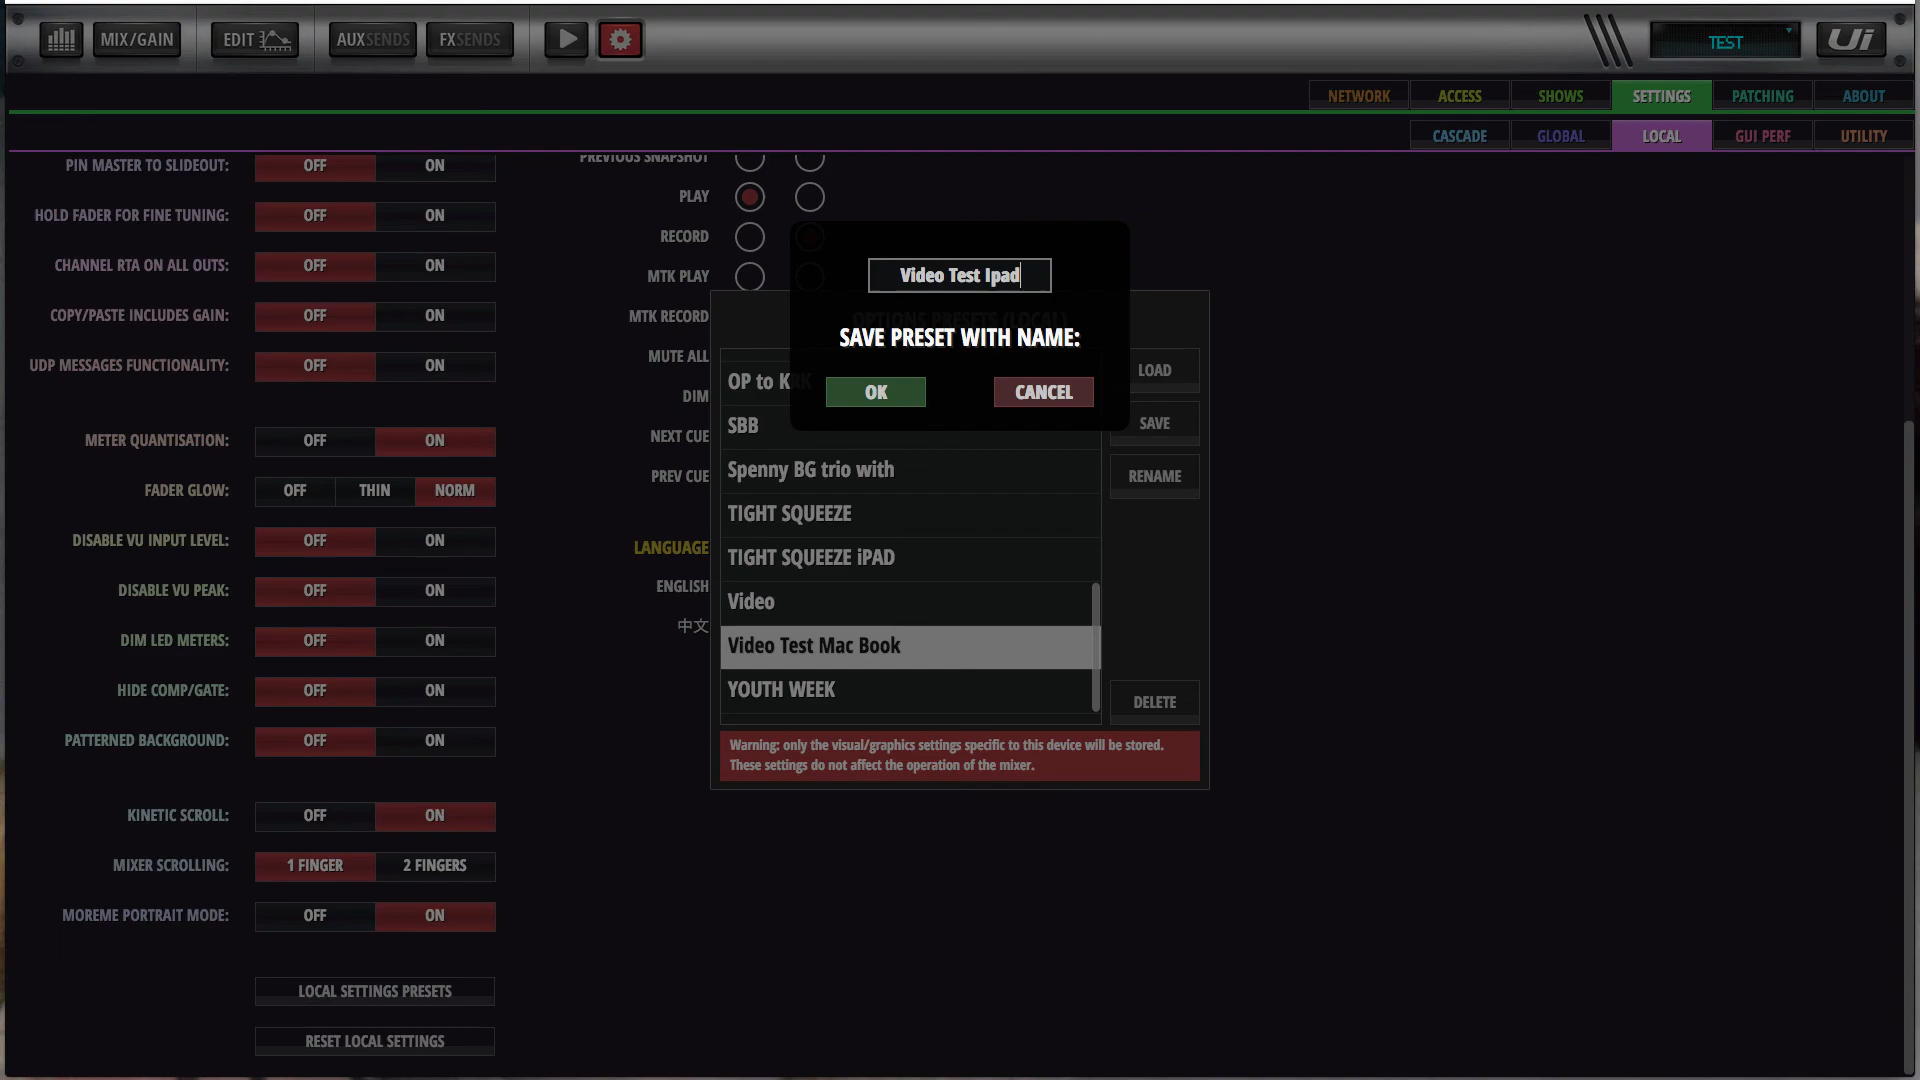 MIX/GAIN
EDIT
AUXSENDS
FXSENDS
TEST
Ui
NETWORK
ACCESS
SHOWS
SETTINGS
PATCHING
ABOUT
CASCADE
GLOBAL
LOCAL
GUI PERF
UTILITY
PIN MASTER TO SLIDEOUT: OFF ON
HOLD FADER FOR FINE TUNING: OFF ON
CHANNEL RTA ON ALL OUTS: OFF ON
COPY/PASTE INCLUDES GAIN: OFF ON
UDP MESSAGES FUNCTIONALITY: OFF ON
METER QUANTISATION: OFF ON
FADER GLOW: OFF THIN NORM
DISABLE VU INPUT LEVEL: OFF ON
DISABLE VU PEAK: OFF ON
DIM LED METERS: OFF ON
HIDE COMP/GATE: OFF ON
PATTERNED BACKGROUND: OFF ON
KINETIC SCROLL: OFF ON
MIXER SCROLLING: 1 FINGER 2 FINGERS
MOREME PORTRAIT MODE: OFF ON
LOCAL SETTINGS PRESETS
RESET LOCAL SETTINGS
PREVIOUS SNAPSHOT
PLAY
RECORD
MTK PLAY
MTK RECORD
MUTE ALL
DIM
NEXT CUE
PREV CUE
LANGUAGE
ENGLISH
中文
Video Test Ipad
OPTIONS PRESETS (LOCAL)
SAVE PRESET WITH NAME:
OK
CANCEL
OP to KRK
SBB
Spenny BG trio with
TIGHT SQUEEZE
TIGHT SQUEEZE iPAD
Video
Video Test Mac Book
YOUTH WEEK
LOAD
SAVE
RENAME
DELETE
Warning: only the visual/graphics settings specific to this device will be stored.
These settings do not affect the operation of the mixer.